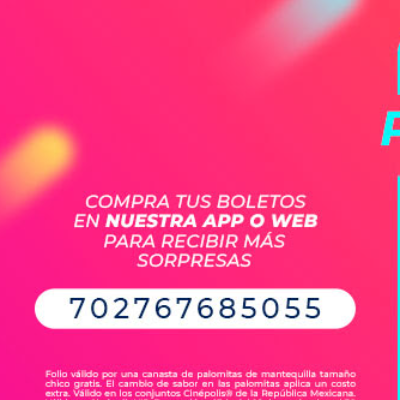 COMPRA TUS BOLETOS
EN NUESTRA APP O WEB
PARA RECIBIR MÁS
SORPRESAS
702767685055
Folio válido por una canasta de palomitas de mantequilla tamaño
chico gratis. El cambio de sabor en las palomitas aplica un costo
extra. Válido en los conjuntos Cinépolis® de la República Mexicana.